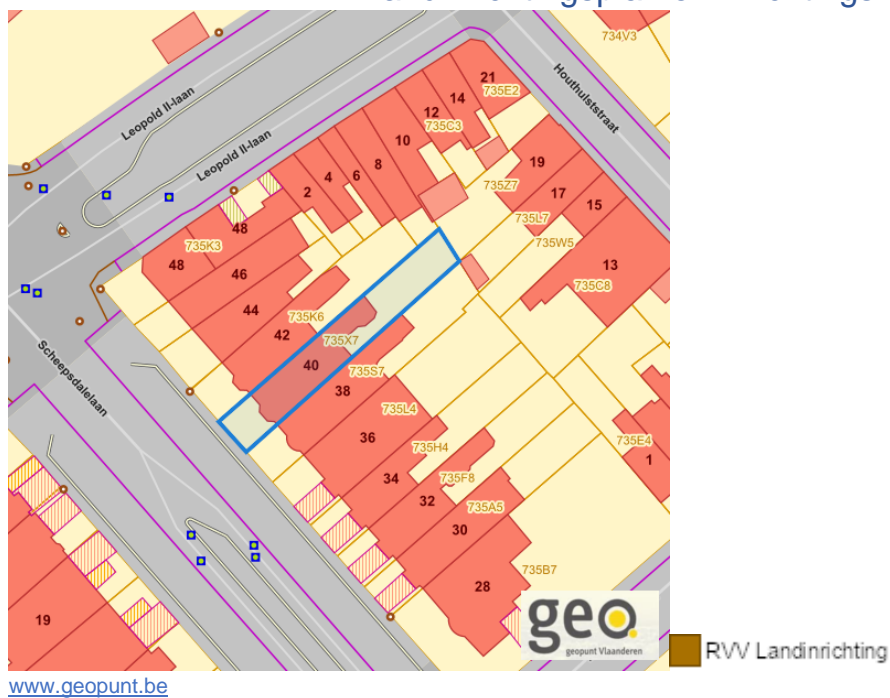 734V3
21
735E2
14
12
735C3
10
8
6
4
2
Houthulststraat
Leopold II-laan
Leopold II-laan
19
735Z7
17
15
735L7
735W5
13
735C8
48
735K3
48
46
44
735K6
42
735X7
40
735S7
38
Scheepsdalelaan
735L4
36
735H4
34
735F8
32
735A5
30
735B7
28
735E4
1
19
geo
geopunt Vlaanderen
RVV Landinrichting
www.geopunt.be